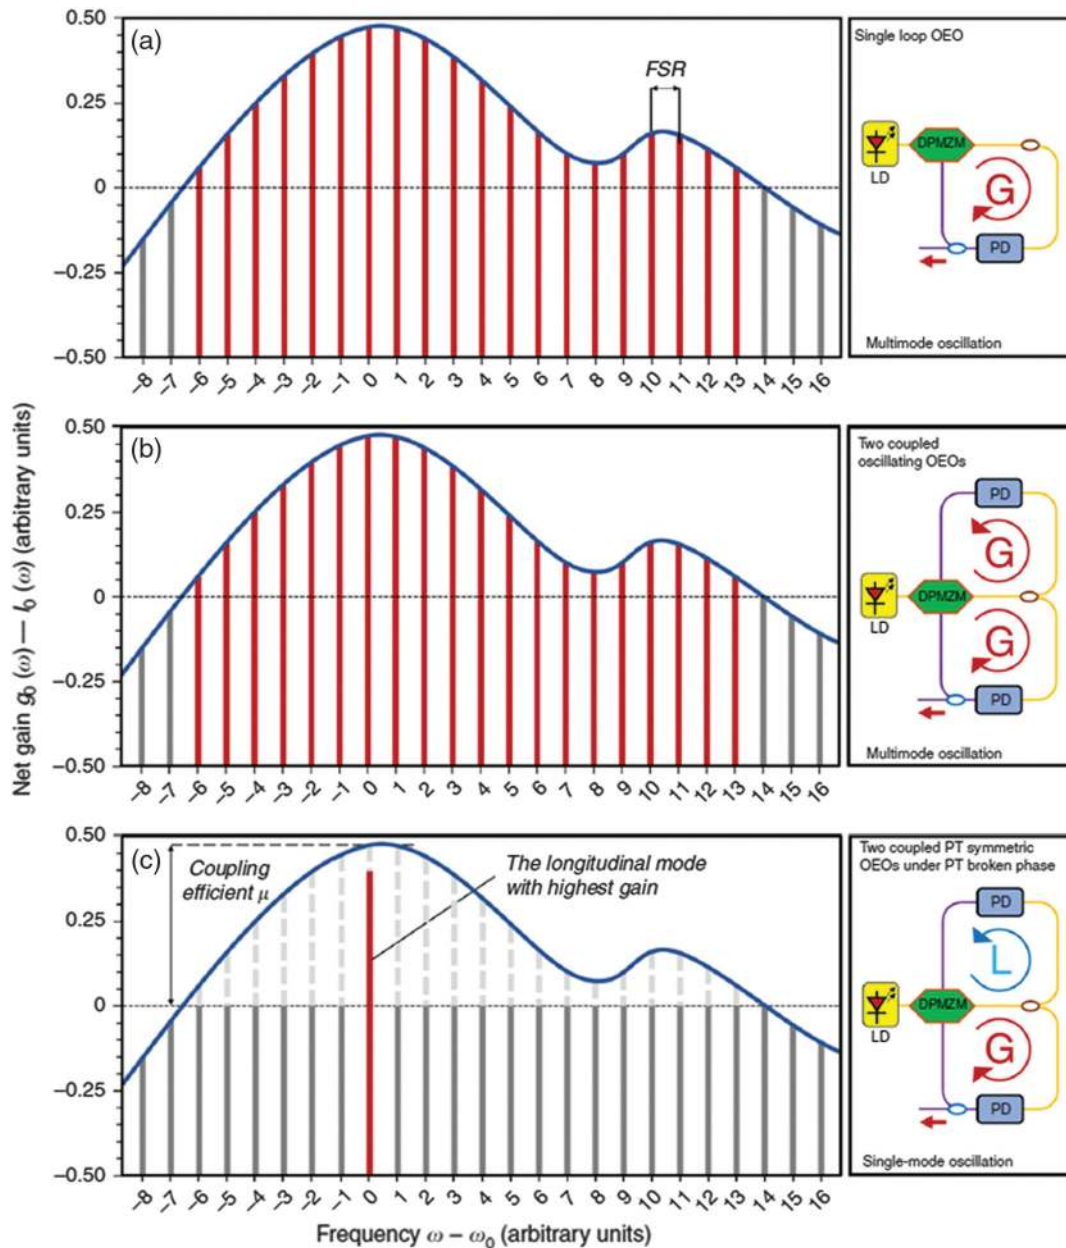 Net gain g₀ (ω) — l₀ (ω) (arbitrary units)
(a)
0.50
0.25
0
−0.25
−0.50
FSR
−8 −7 −6 −5 −4 −3 −2 −1 0 1 2 3 4 5 6 7 8 9 10 11 12 13 14 15 16
Single loop OEO
DPMZM
LD
G
PD
Multimode oscillation
(b)
0.50
0.25
0
−0.25
−0.50
−8 −7 −6 −5 −4 −3 −2 −1 0 1 2 3 4 5 6 7 8 9 10 11 12 13 14 15 16
Two coupled
oscillating OEOs
PD
G
DPMZM
LD
G
PD
Multimode oscillation
(c)
0.50
0.25
0
−0.25
−0.50
Coupling
efficient μ
The longitudinal mode
with highest gain
−8 −7 −6 −5 −4 −3 −2 −1 0 1 2 3 4 5 6 7 8 9 10 11 12 13 14 15 16
Frequency ω − ω₀ (arbitrary units)
Two coupled PT symmetric
OEOs under PT broken phase
PD
L
DPMZM
LD
G
PD
Single-mode oscillation